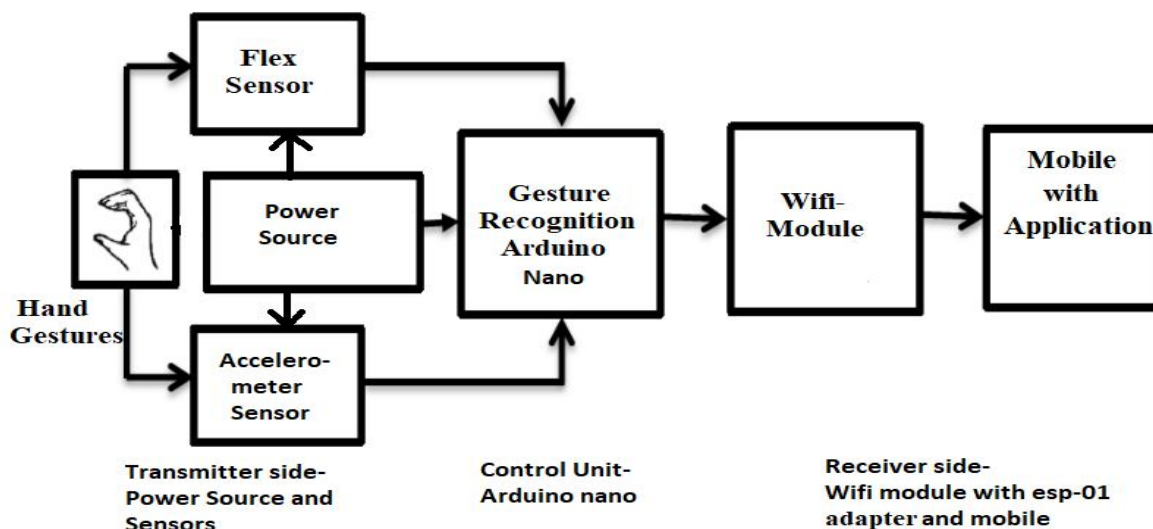 Flex
Sensor
Hand
Gestures
Power
Source
Accelero-
meter
Sensor
Gesture
Recognition
Arduino
Nano
Wifi-
Module
Mobile
with
Application
Transmitter side-
Power Source and
Sensors
Control Unit-
Arduino nano
Receiver side-
Wifi module with esp-01
adapter and mobile